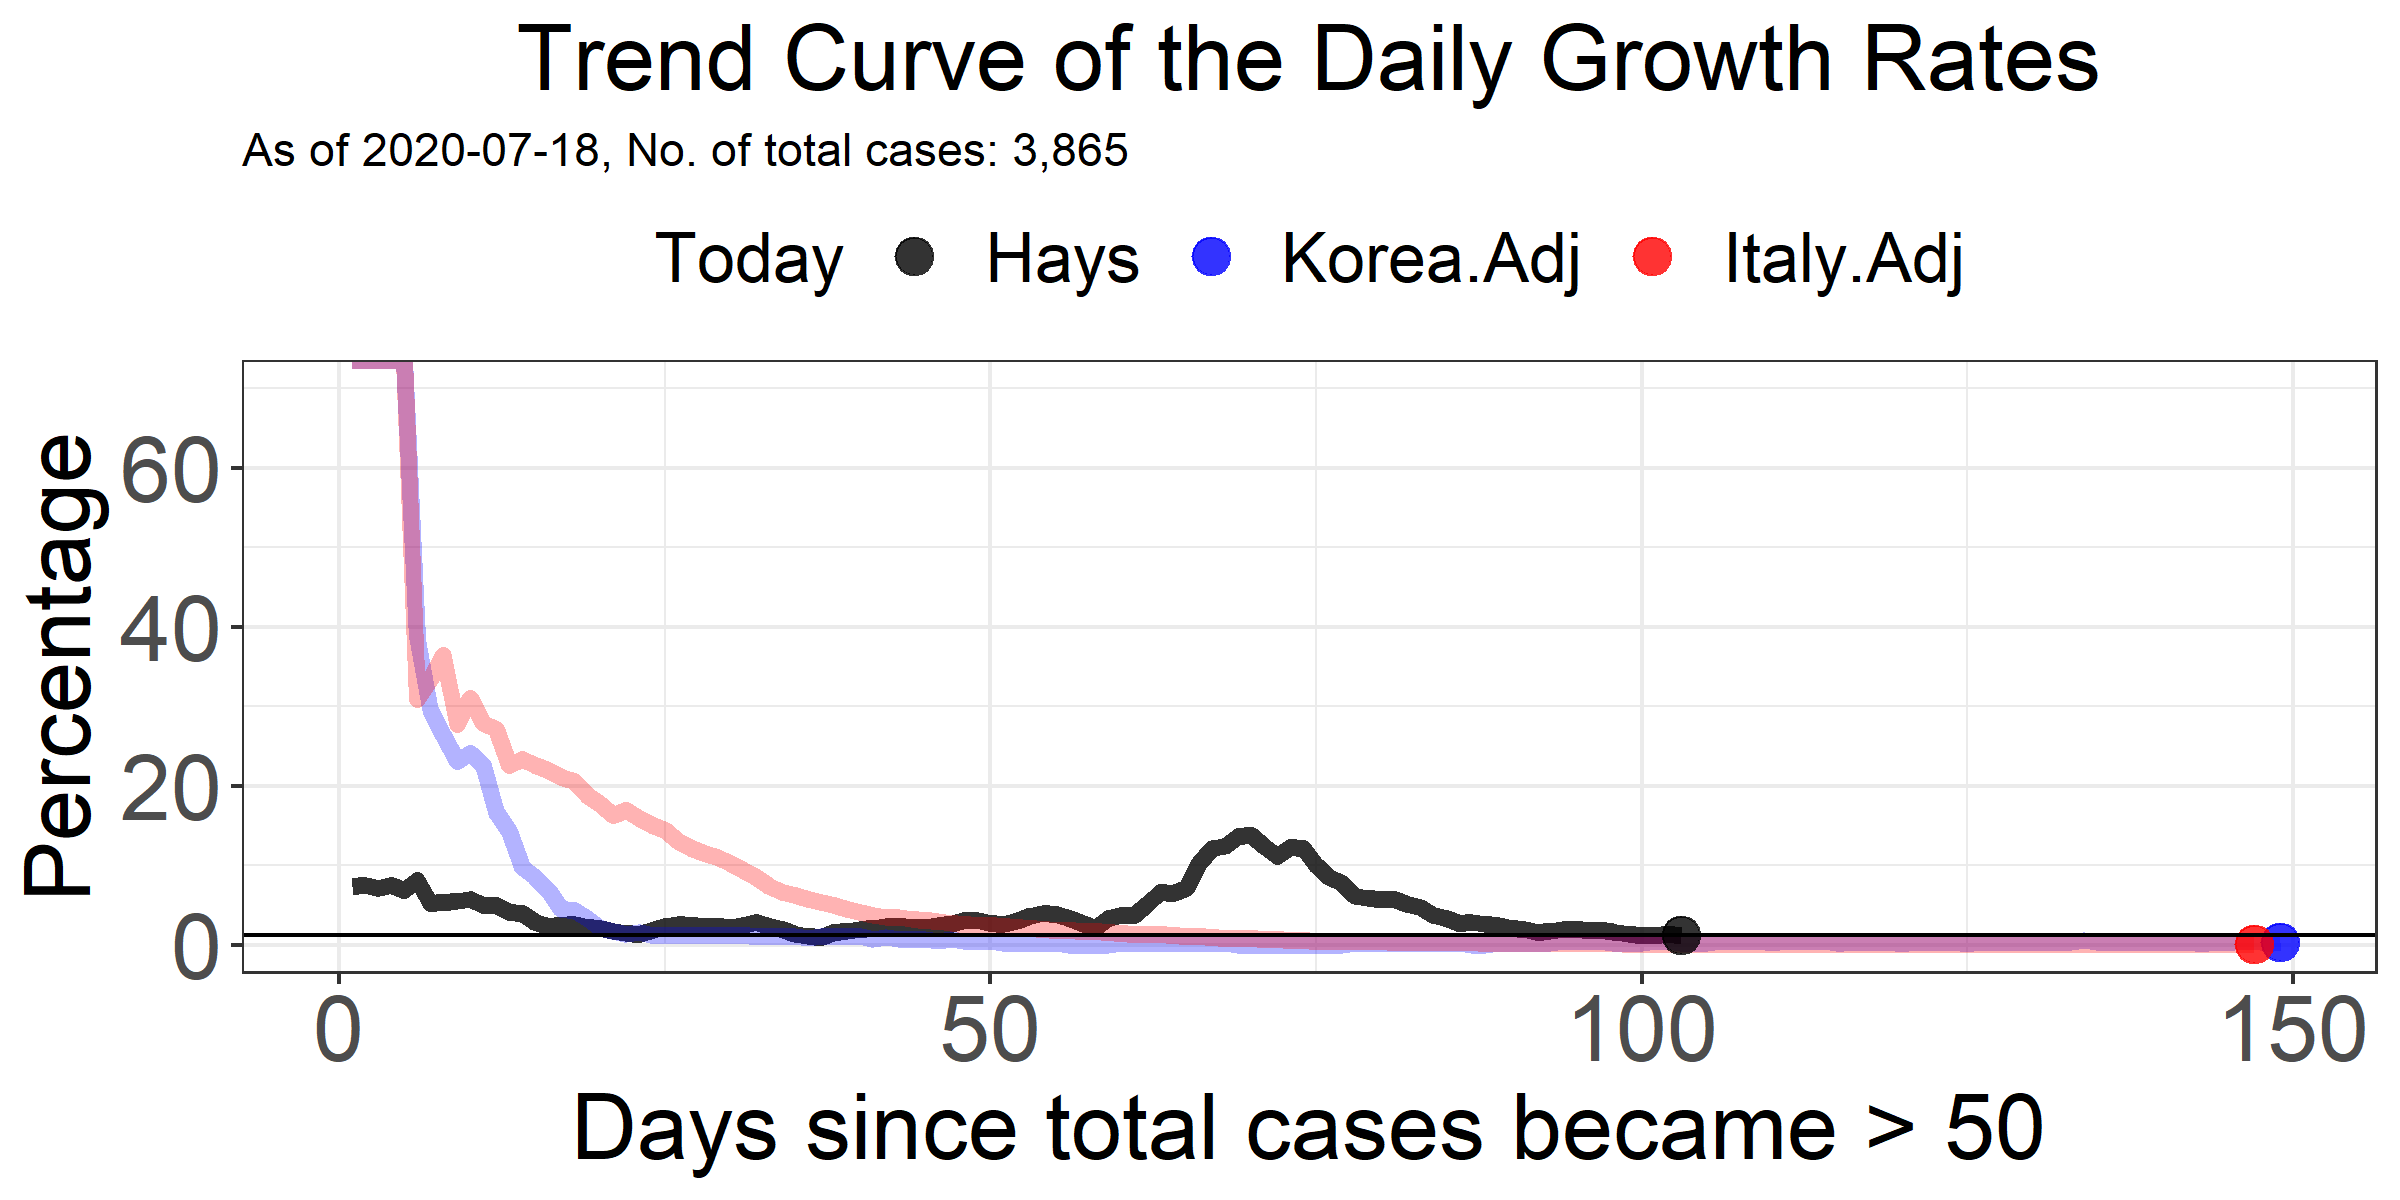 Trend Curve of the Daily Growth Rates
As of 2020-07-18, No. of total cases: 3,865
Today Hays Korea.Adj Italy.Adj
Percentage
60
40
20
0
0 50 100 150
Days since total cases became > 50